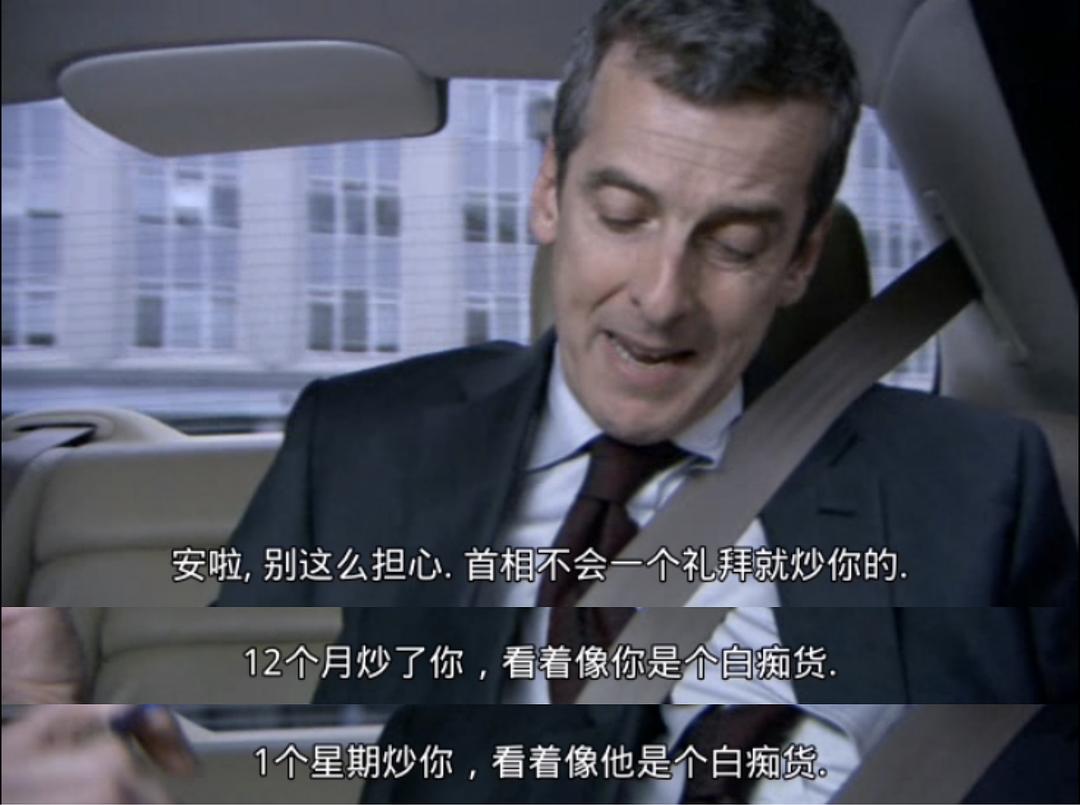 安啦, 别这么担心. 首相不会一个礼拜就炒你的.
12个月炒了你，看着像你是个白痴货.
1个星期炒你，看着像他是个白痴货.